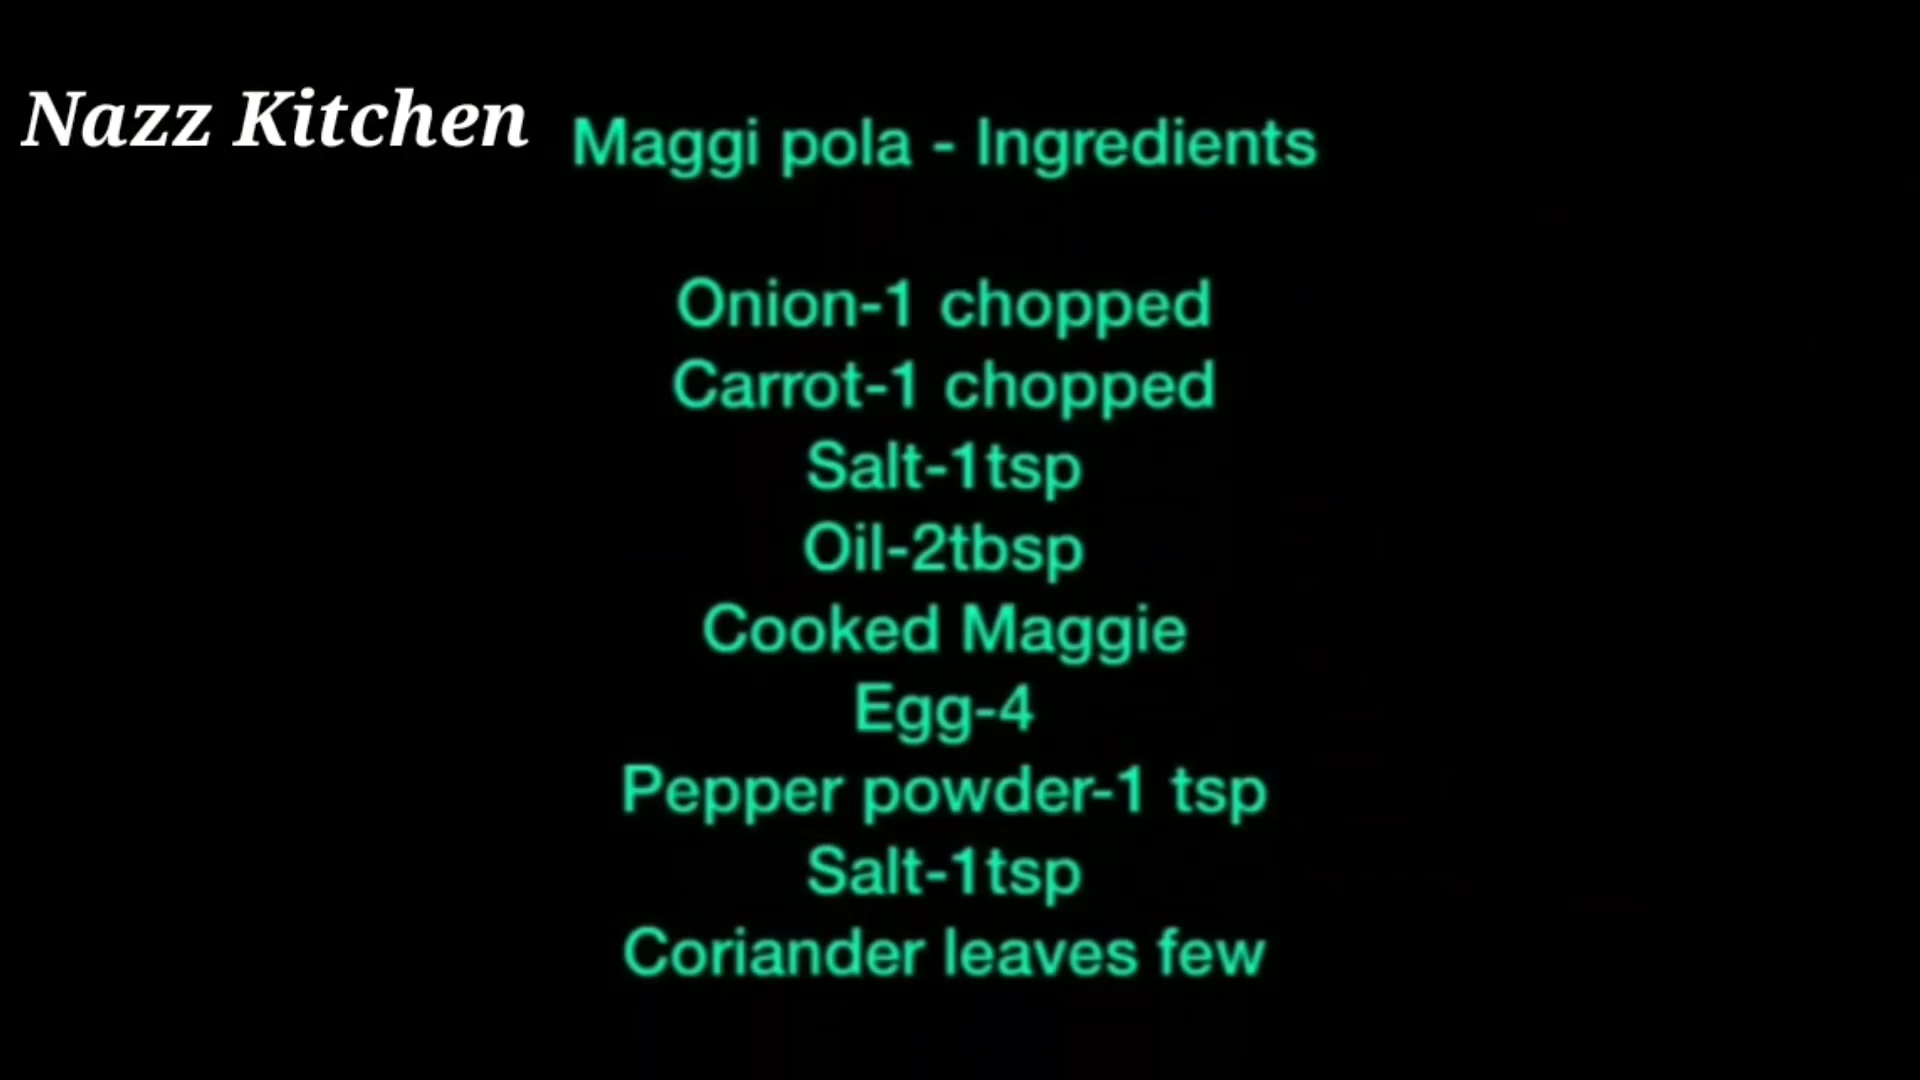 Nazz Kitchen
Maggi pola - Ingredients
Onion-1 chopped
Carrot-1 chopped
Salt-1tsp
Oil-2tbsp
Cooked Maggie
Egg-4
Pepper powder-1 tsp
Salt-1tsp
Coriander leaves few